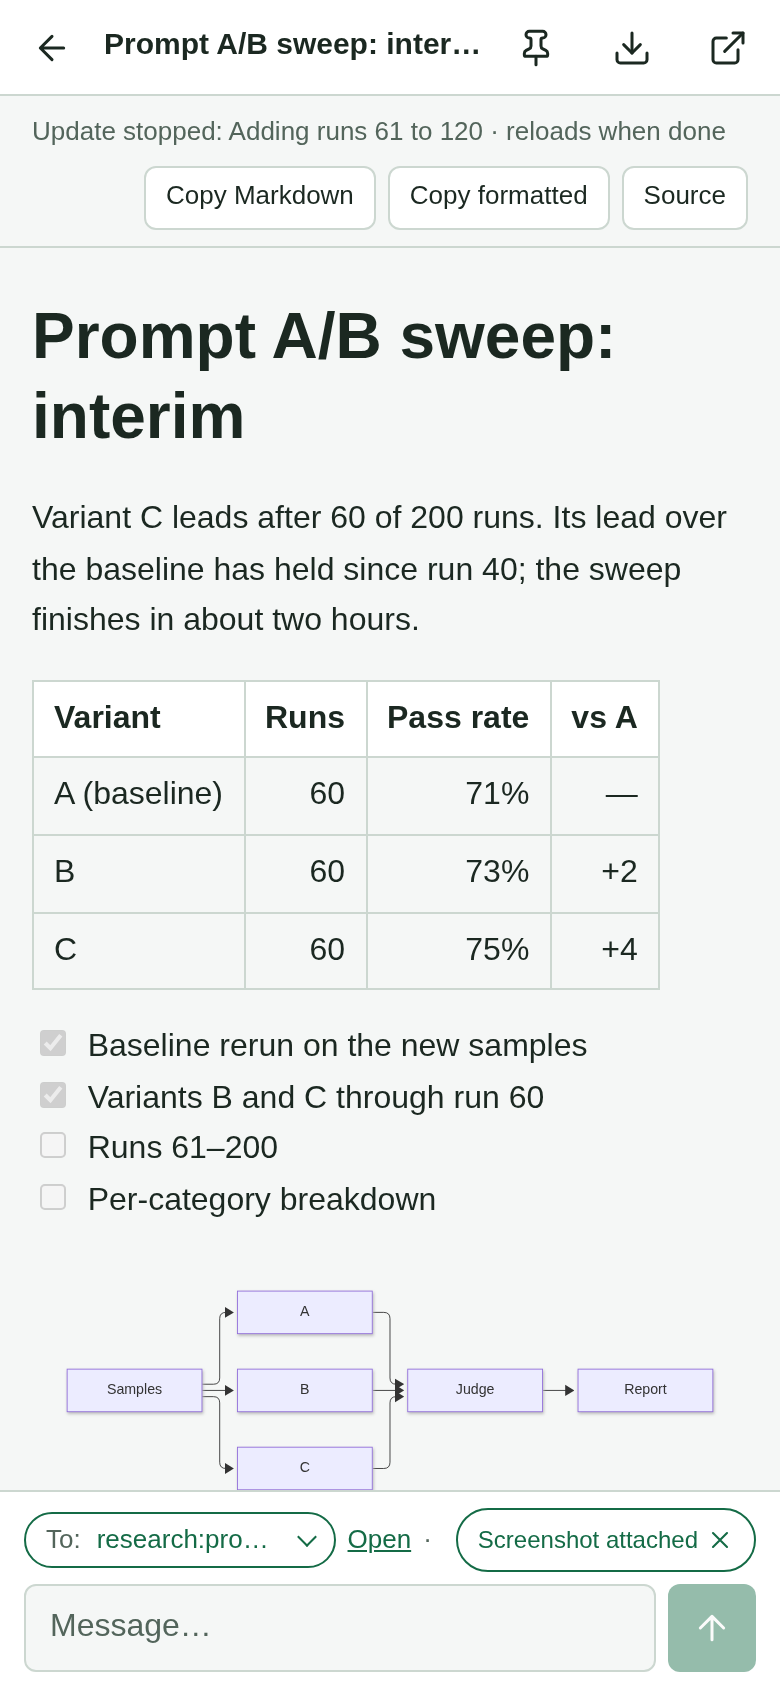 Prompt A/B sweep: inter…
Update stopped: Adding runs 61 to 120 · reloads when done
Copy Markdown Copy formatted Source
Prompt A/B sweep:
interim
Variant C leads after 60 of 200 runs. Its lead over
the baseline has held since run 40; the sweep
finishes in about two hours.
Variant Runs Pass rate vs A
A (baseline) 60 71% —
B 60 73% +2
C 60 75% +4
Baseline rerun on the new samples
Variants B and C through run 60
Runs 61–200
Per-category breakdown
A
Samples B Judge Report
C
To: research:pro… Open · Screenshot attached
Message…